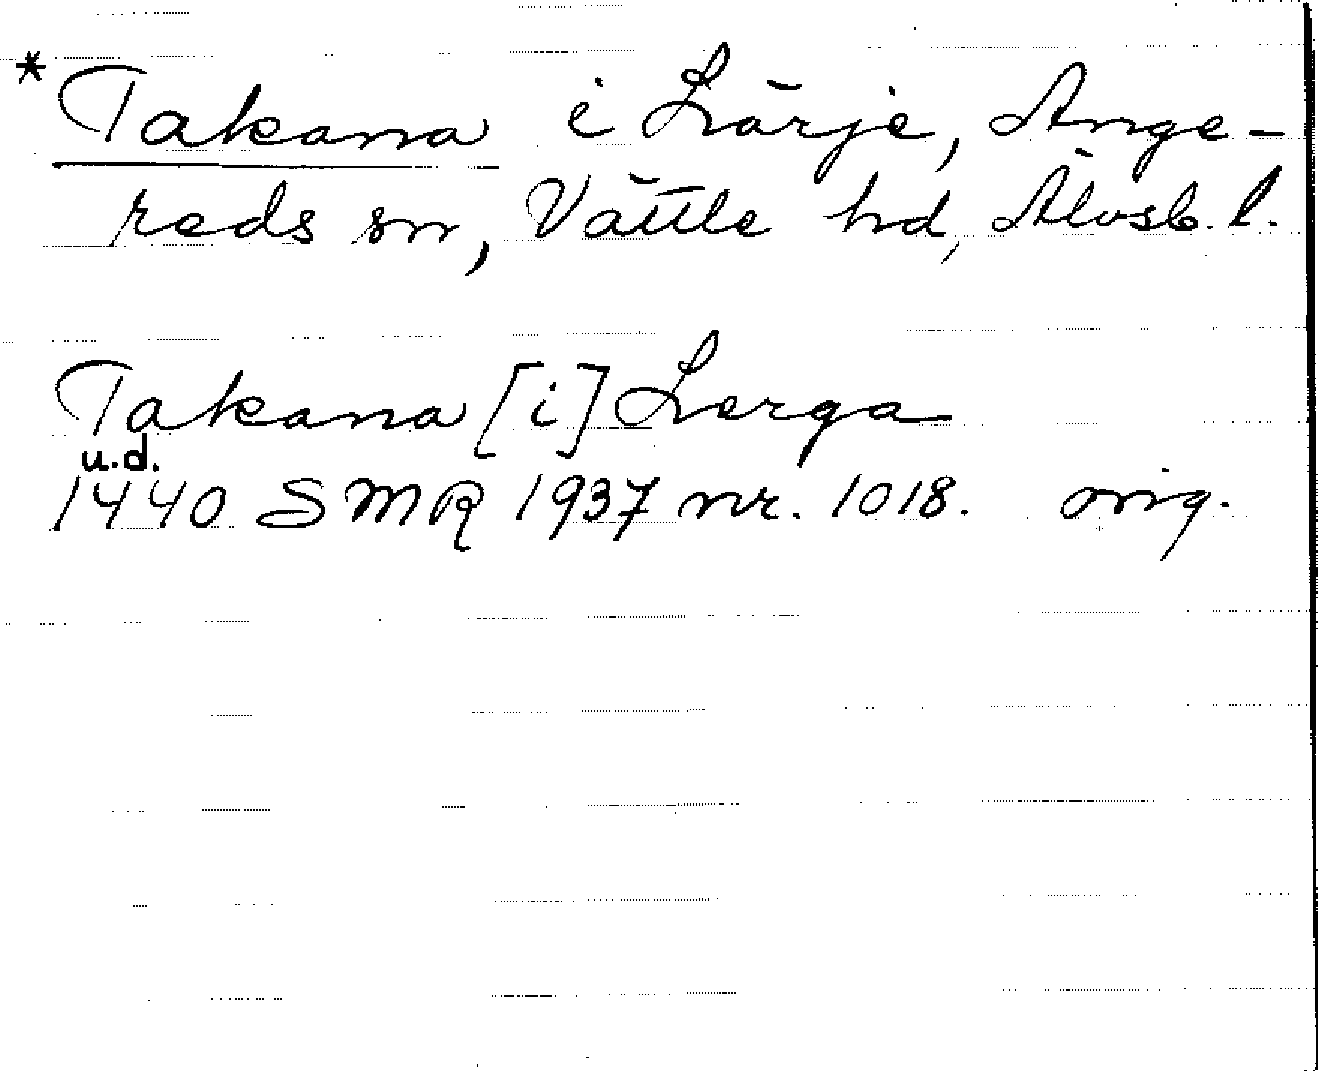 * Takana i Lärje, Ange-
reds sn, Vättle hd, Älvsb. l.
Takana [i] Lerga
u.d.
1440 SMR 1937 nr. 1018. orig.